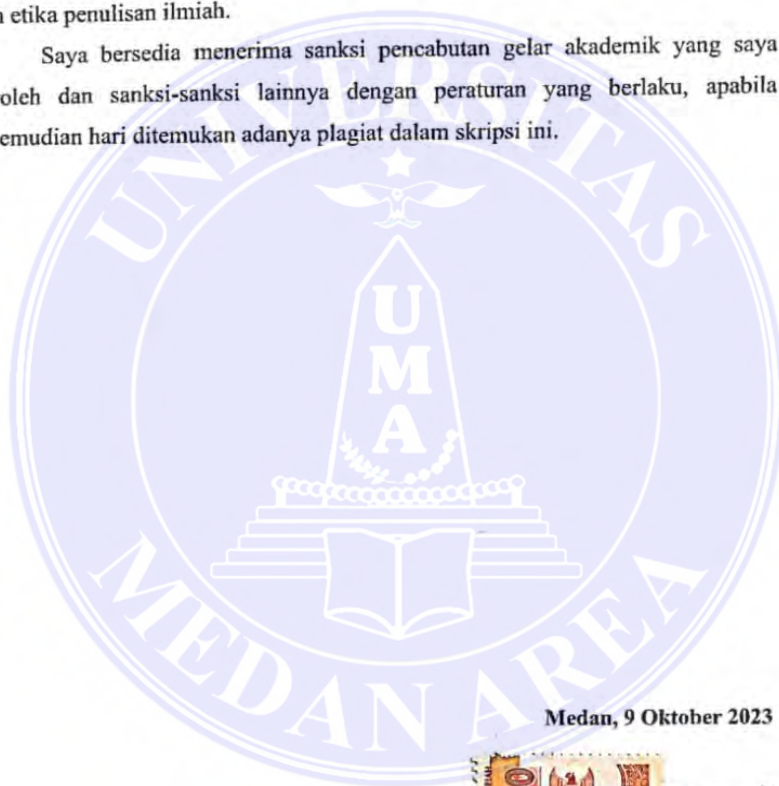 etika penulisan ilmiah.
Saya bersedia menerima sanksi pencabutan gelar akademik yang saya
oleh dan sanksi-sanksi lainnya dengan peraturan yang berlaku, apabila
emudian hari ditemukan adanya plagiat dalam skripsi ini.
UNIVERSITAS
UMA
MEDAN AREA
Medan, 9 Oktober 2023